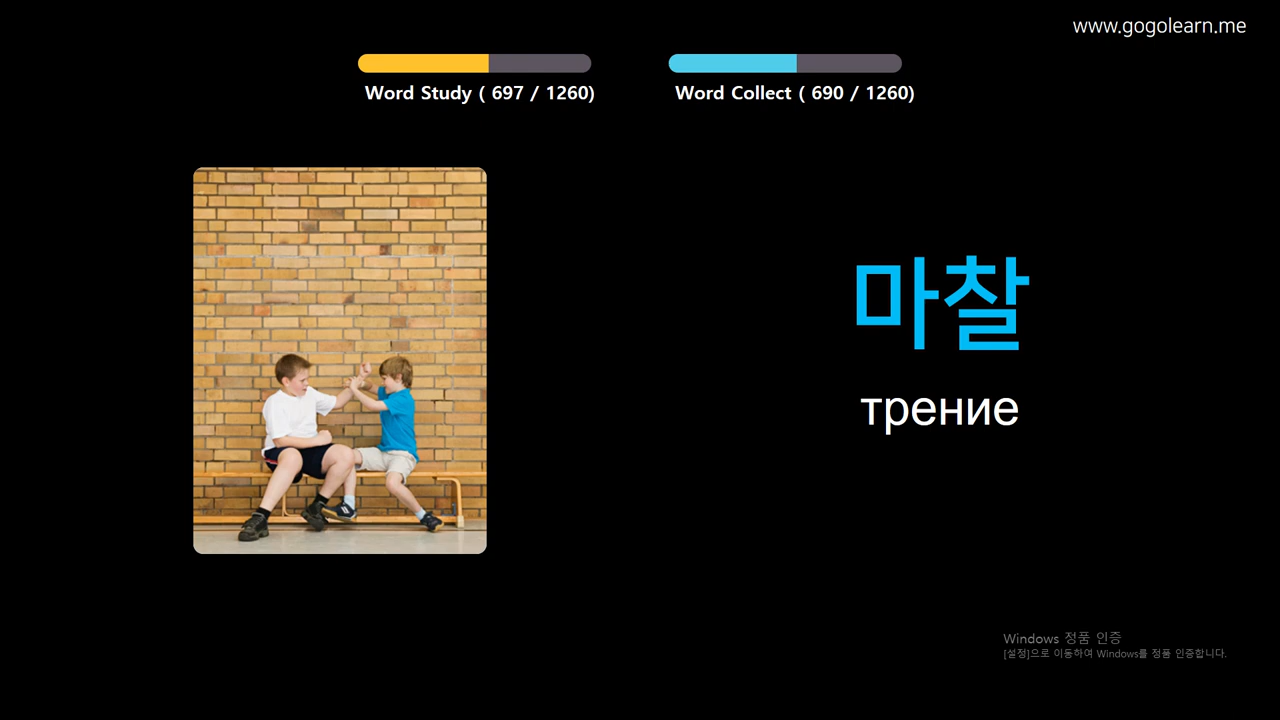 www.gogolearn.me
Word Study ( 697 / 1260)
Word Collect ( 690 / 1260)
마찰
трение
Windows 정품 인증
[설정]으로 이동하여 Windows를 정품 인증합니다.